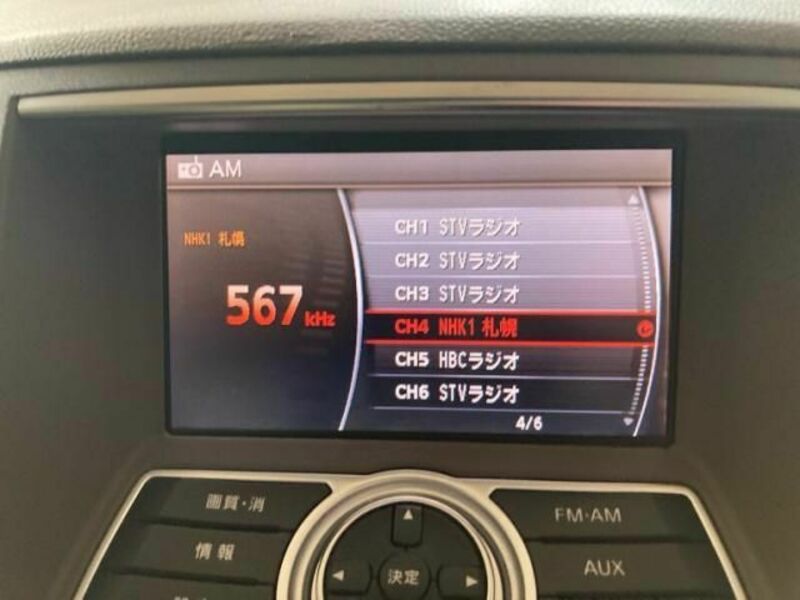 AM
NHK1 札幌
567 kHz
CH1 STVラジオ
CH2 STVラジオ
CH3 STVラジオ
CH4 NHK1 札幌
CH5 HBCラジオ
CH6 STVラジオ
4/6
画質・消
情報
決定
FM·AM
AUX